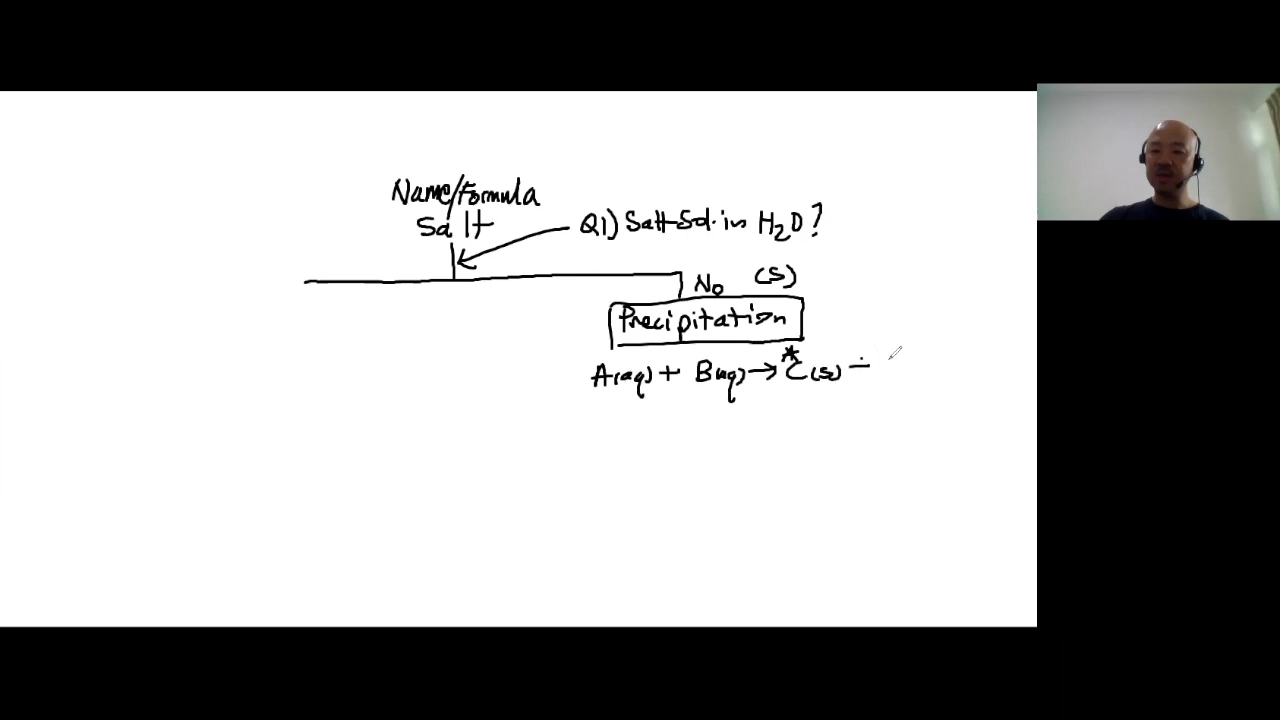 Name/Formula
Salt
Q1) Salt Sol. in H₂O?
No (s)
Precipitation
A(aq) + B(aq) → *C(s) +